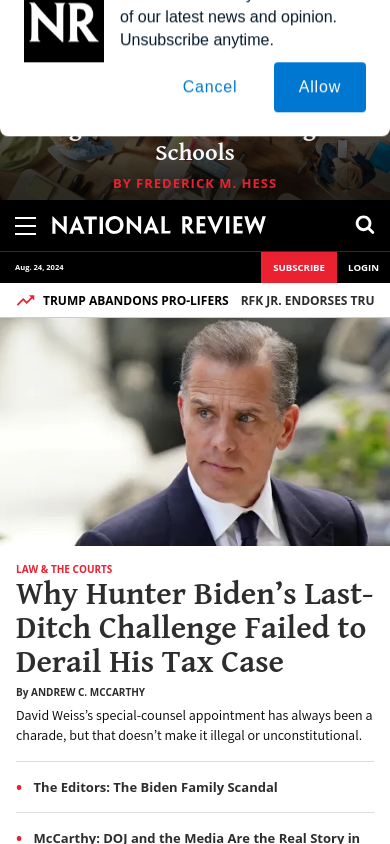 NR
of our latest news and opinion.
Unsubscribe anytime.
Cancel
Allow
Schools
BY FREDERICK M. HESS
NATIONAL REVIEW
Aug. 24, 2024
SUBSCRIBE
LOGIN
TRUMP ABANDONS PRO-LIFERS
RFK JR. ENDORSES TRU
LAW & THE COURTS
Why Hunter Biden’s Last-
Ditch Challenge Failed to
Derail His Tax Case
By ANDREW C. MCCARTHY
David Weiss’s special-counsel appointment has always been a
charade, but that doesn’t make it illegal or unconstitutional.
The Editors: The Biden Family Scandal
McCarthy: DOJ and the Media Are the Real Story in